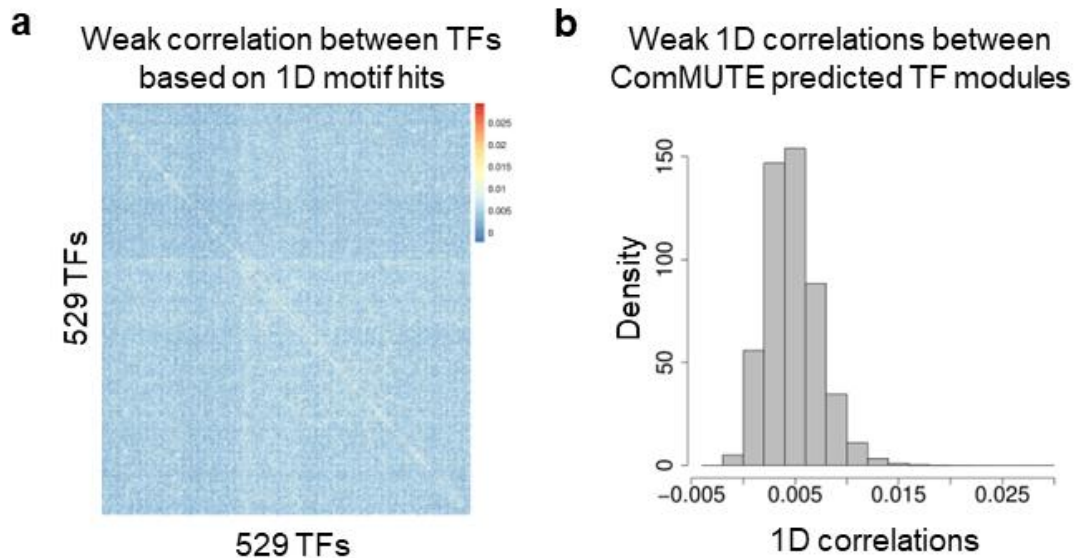 a
Weak correlation between TFs
based on 1D motif hits
0.025
0.02
0.015
0.01
0.005
0
529 TFs
529 TFs
b
Weak 1D correlations between
ComMUTE predicted TF modules
150
100
50
0
Density
-0.005
0.005
0.015
0.025
1D correlations